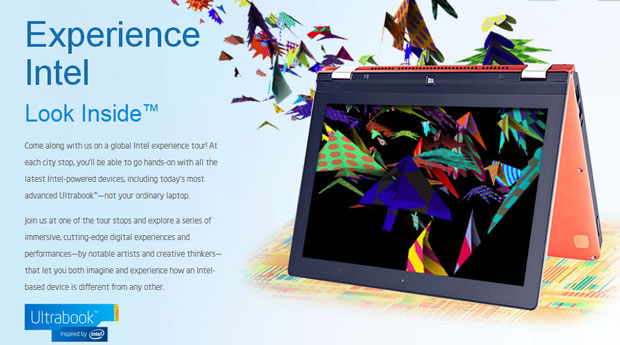 Experience
Intel
Look Inside™
Come along with us on a global Intel experience tour! At
each city stop, you'll be able to go hands-on with all the
latest Intel-powered devices, including today's most
advanced Ultrabook™—not your ordinary laptop.
Join us at one of the tour stops and explore a series of
immersive, cutting-edge digital experiences and
performances—by notable artists and creative thinkers—
that let you both imagine and experience how an Intel-
based device is different from any other.
Ultrabook™
Inspired by intel